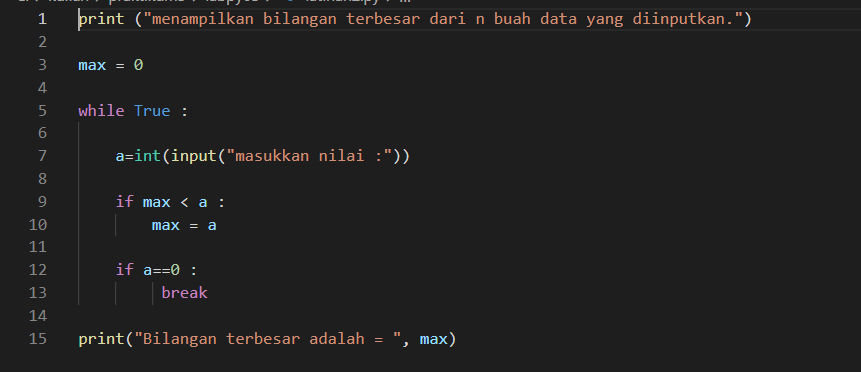 1 print ("menampilkan bilangan terbesar dari n buah data yang diinputkan.")
2
3 max = 0
4
5 while True :
6
7 a=int(input("masukkan nilai :"))
8
9 if max < a :
10 max = a
11
12 if a==0 :
13 break
14
15 print("Bilangan terbesar adalah = ", max)